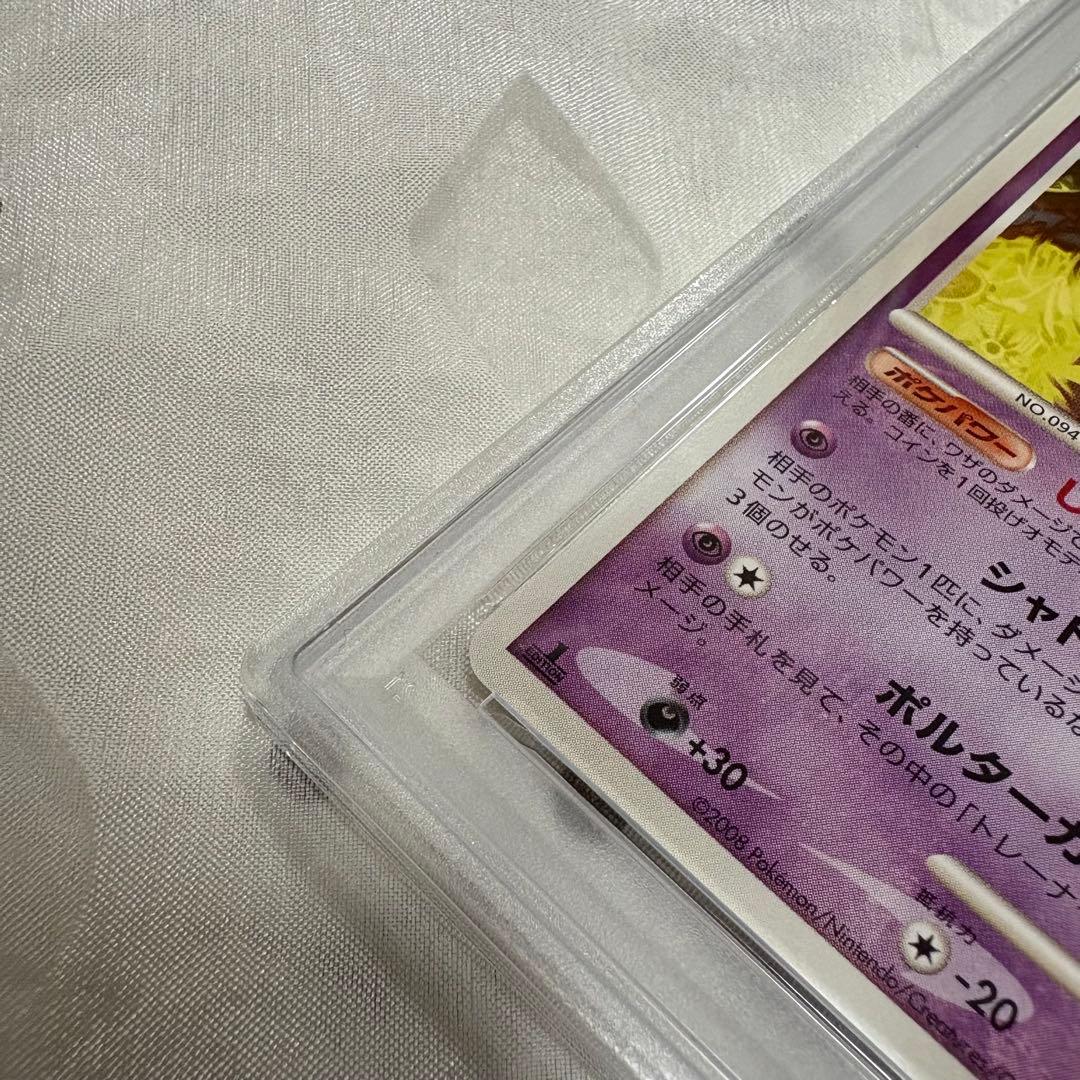 NO.094
ポケパワー
し
相手の番に、ワザのダメージで
える。コインを1回投げオモテ
シャド
相手のポケモン1匹に、ダメージ
モンがポケパワーを持っているな
3個のせる。
ポルターガ
相手の手札を見て、その中の「トレーナ
メージ。
1
EDITION
弱点
+30
抵抗力
-20
©2008 Pokémon/Nintendo/Creatures